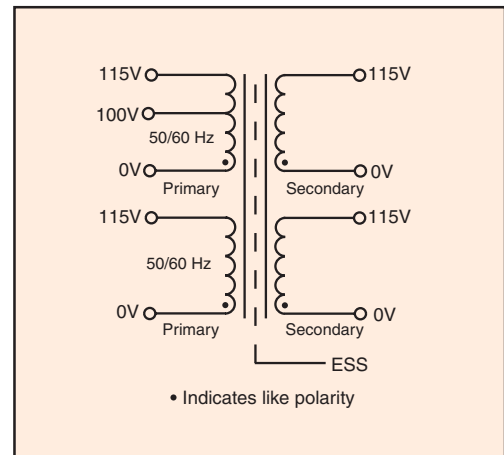 115V 115V
100V
50/60 Hz
0V 0V
Primary Secondary
115V 115V
50/60 Hz
0V 0V
Primary Secondary
ESS
• Indicates like polarity